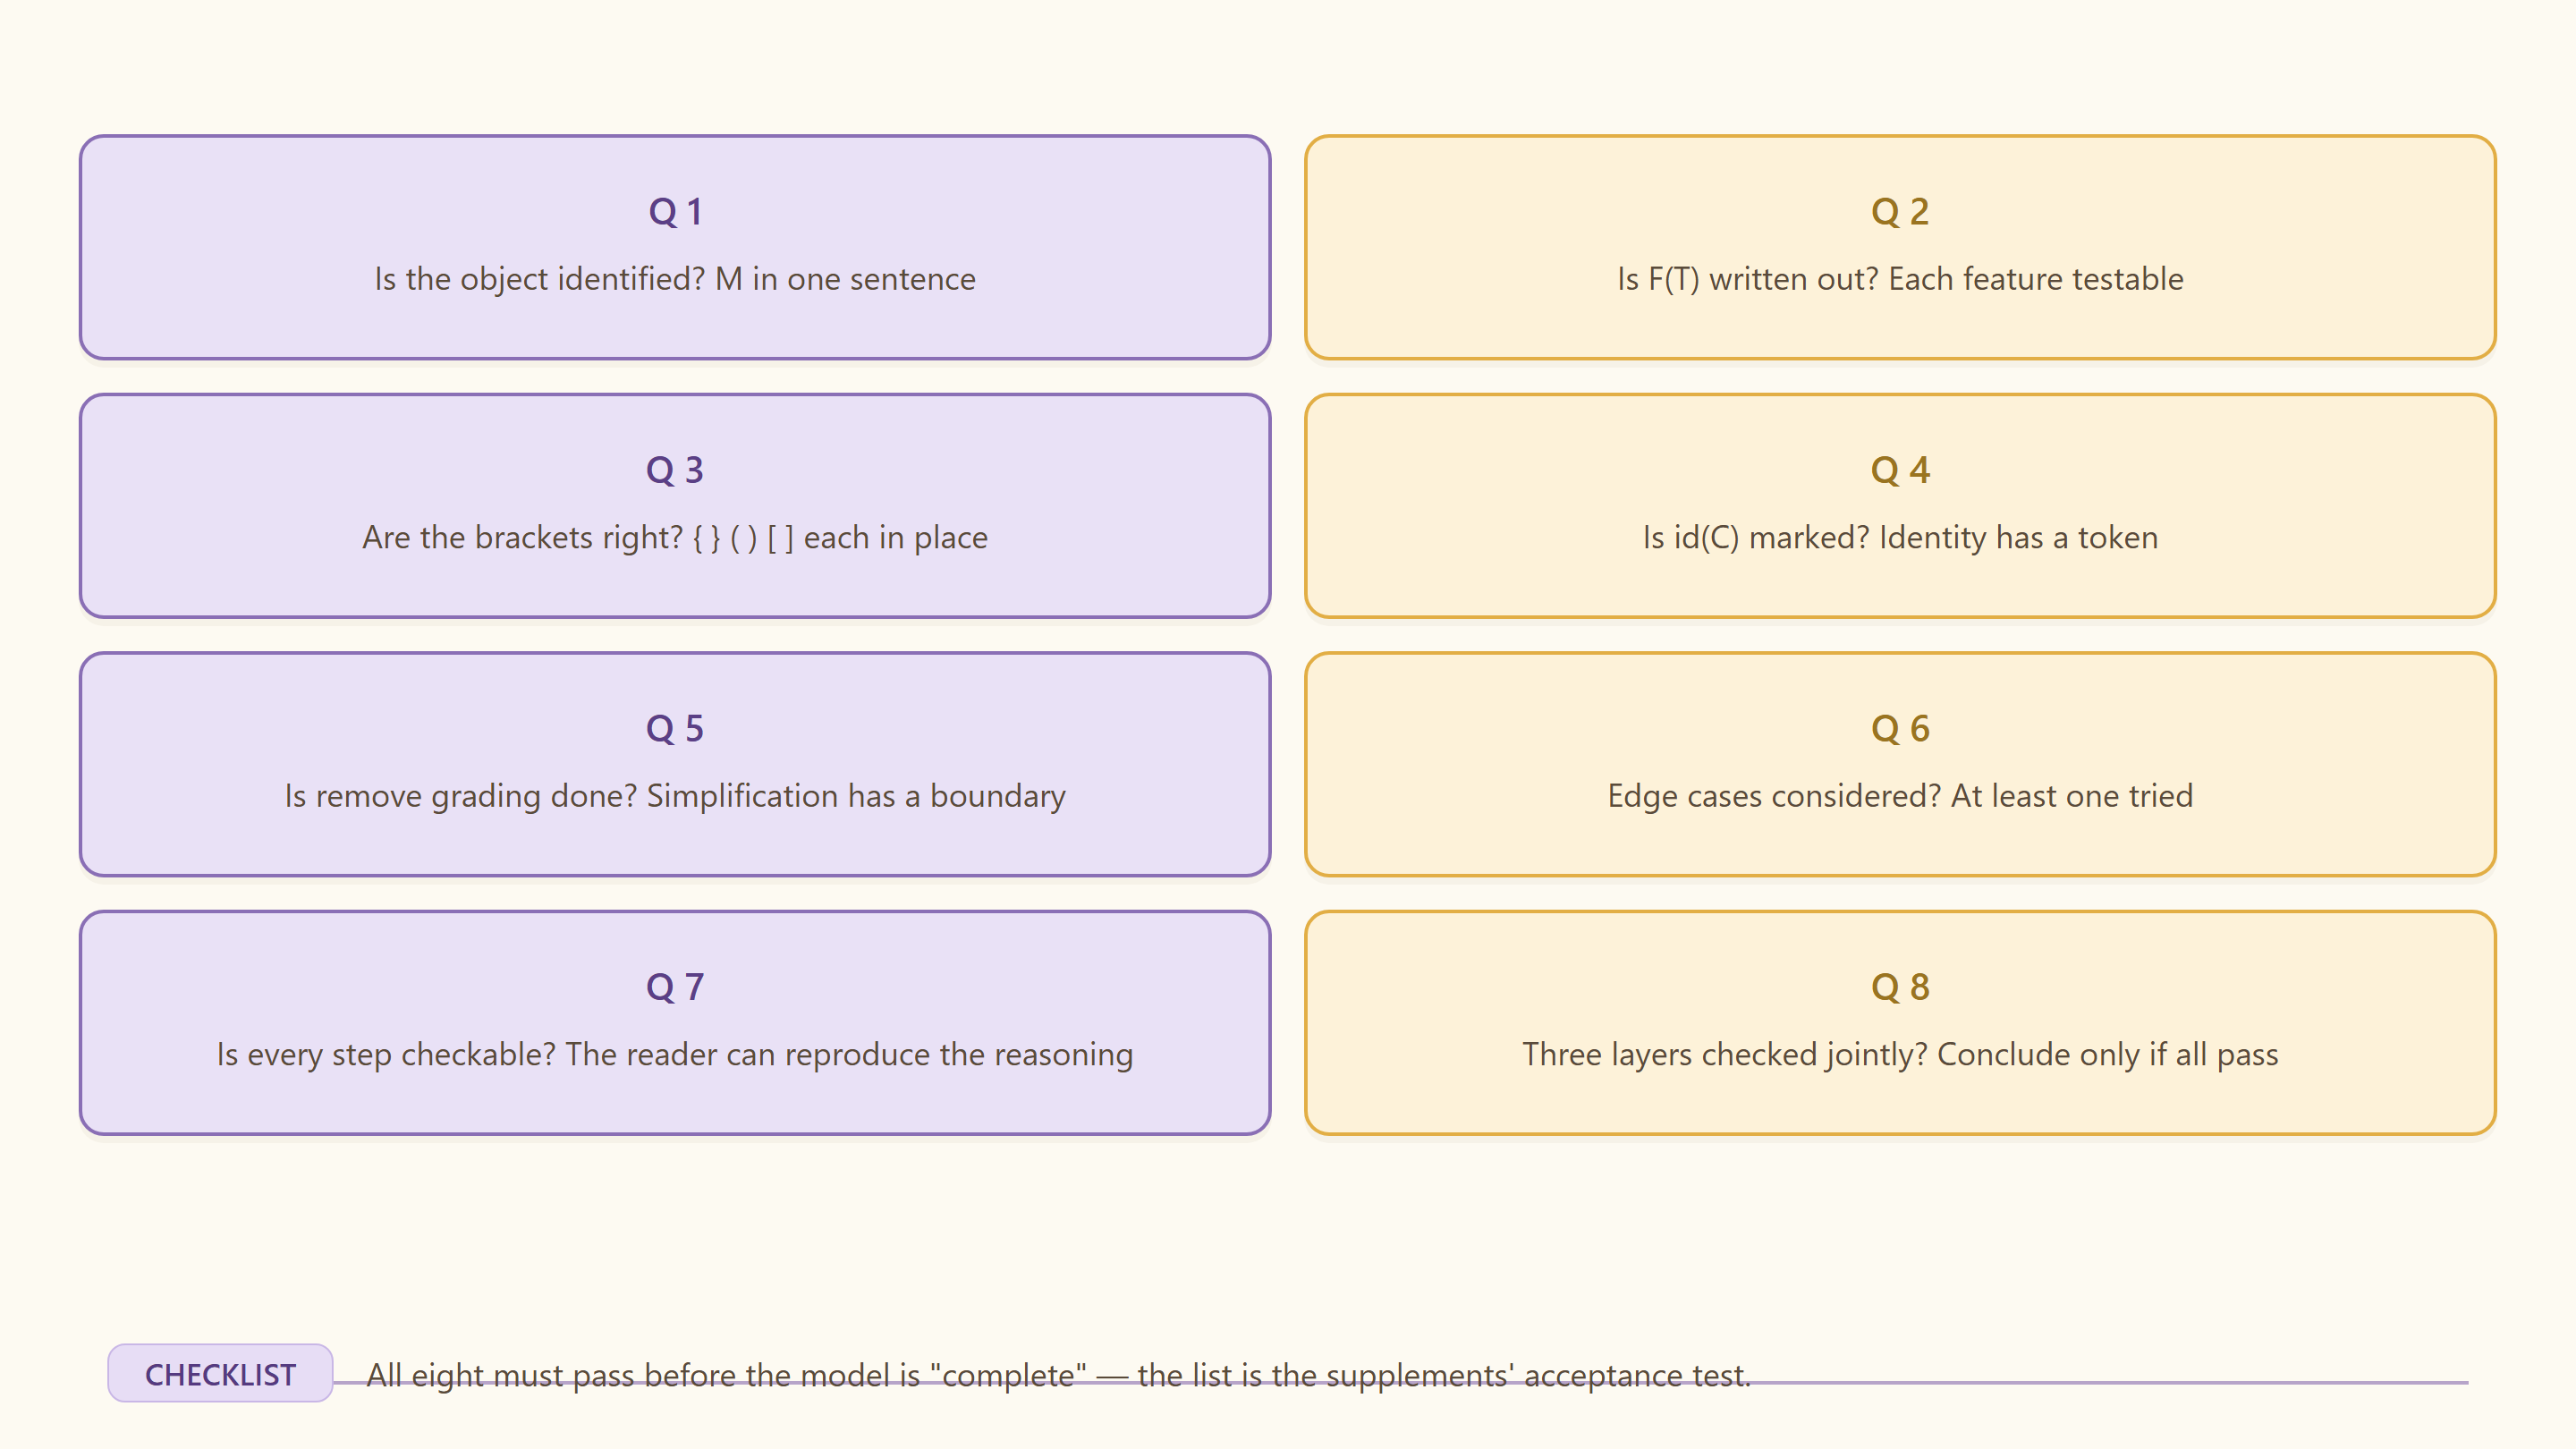 Q 1
Is the object identified? M in one sentence
Q 2
Is F(T) written out? Each feature testable
Q 3
Are the brackets right? { } ( ) [ ] each in place
Q 4
Is id(C) marked? Identity has a token
Q 5
Is remove grading done? Simplification has a boundary
Q 6
Edge cases considered? At least one tried
Q 7
Is every step checkable? The reader can reproduce the reasoning
Q 8
Three layers checked jointly? Conclude only if all pass
CHECKLIST
All eight must pass before the model is "complete" — the list is the supplements' acceptance test.